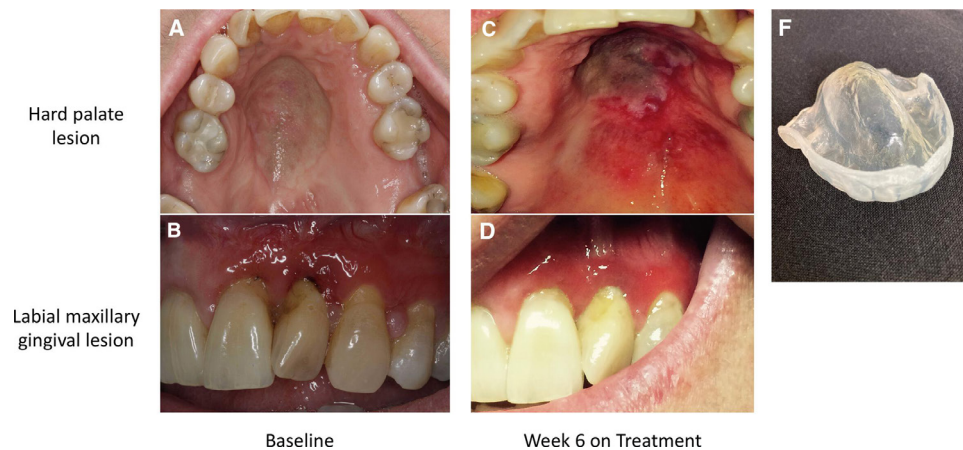 A
C
F
Hard palate
lesion
B
D
Labial maxillary
gingival lesion
Baseline
Week 6 on Treatment